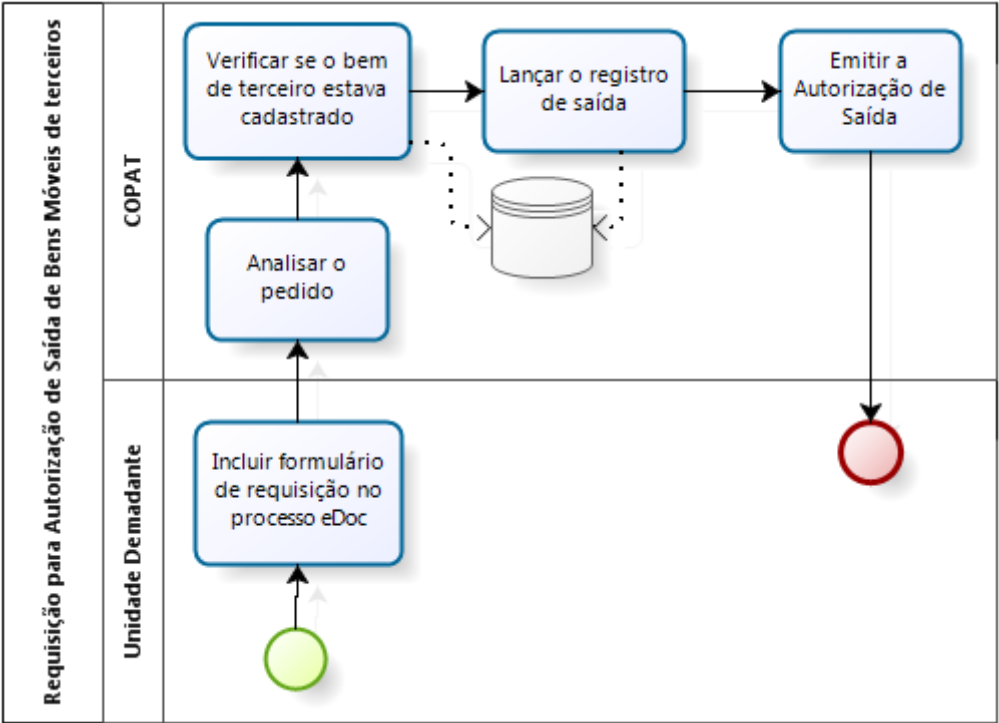 Requisição para Autorização de Saída de Bens Móveis de terceiros
COPAT
Verificar se o bem
de terceiro estava
cadastrado
Lançar o registro
de saída
Emitir a
Autorização de
Saída
Analisar o
pedido
Unidade Demadante
Incluir formulário
de requisição no
processo eDoc